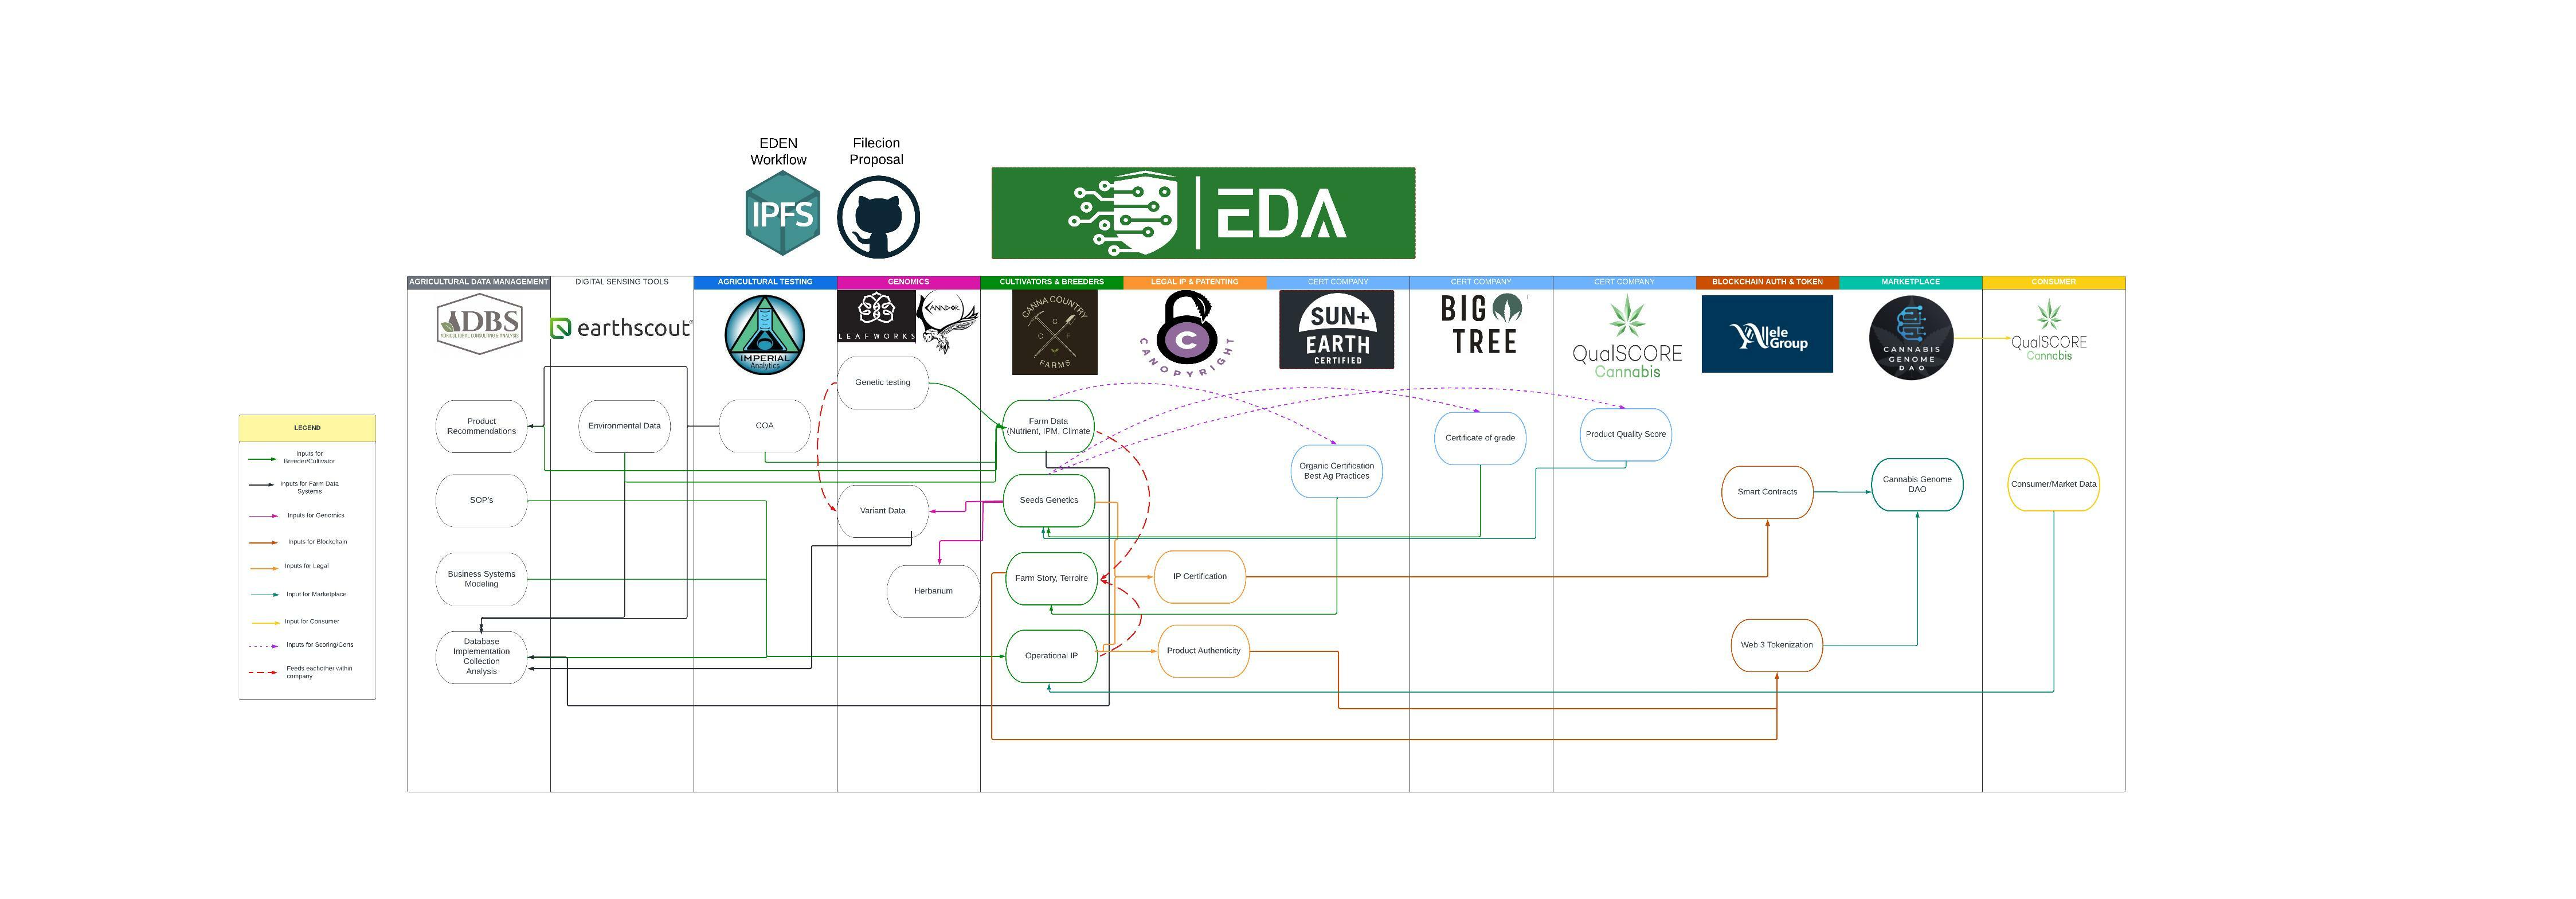 EDEN
Workflow
Filecion
Proposal
IPFS
EDA
AGRICULTURAL DATA MANAGEMENT
DIGITAL SENSING TOOLS
AGRICULTURAL TESTING
GENOMICS
CULTIVATORS & BREEDERS
LEGAL IP & PATENTING
CERT COMPANY
CERT COMPANY
CERT COMPANY
BLOCKCHAIN AUTH & TOKEN
MARKETPLACE
CONSUMER
DBS
AGRICULTURAL CONSULTING & ANALYSIS
earthscout
IMPERIAL
Analytics
LEAFWORKS
CANNDOR
CANNA COUNTRY
C
C F
FARMS
C
CANOPYRIGHT
SUN+
EARTH
CERTIFIED
BIG
TREE
QualSCORE
Cannabis
Allele
Group
CANNABIS
GENOME
DAO
QualSCORE
Cannabis
Genetic testing
Product
Recommendations
Environmental Data
COA
Farm Data
(Nutrient, IPM, Climate
Certificate of grade
Product Quality Score
LEGEND
Inputs for
Breeder/Cultivator
Inputs for Farm Data
Systems
Inputs for Genomics
Inputs for Blockchain
Inputs for Legal
Input for Marketplace
Input for Consumer
Inputs for Scoring/Certs
Feeds eachother within
company
Organic Certification
Best Ag Practices
SOP's
Variant Data
Seeds Genetics
Smart Contracts
Cannabis Genome
DAO
Consumer/Market Data
Business Systems
Modeling
Herbarium
Farm Story, Terroire
IP Certification
Database
Implementation
Collection
Analysis
Operational IP
Product Authenticity
Web 3 Tokenization